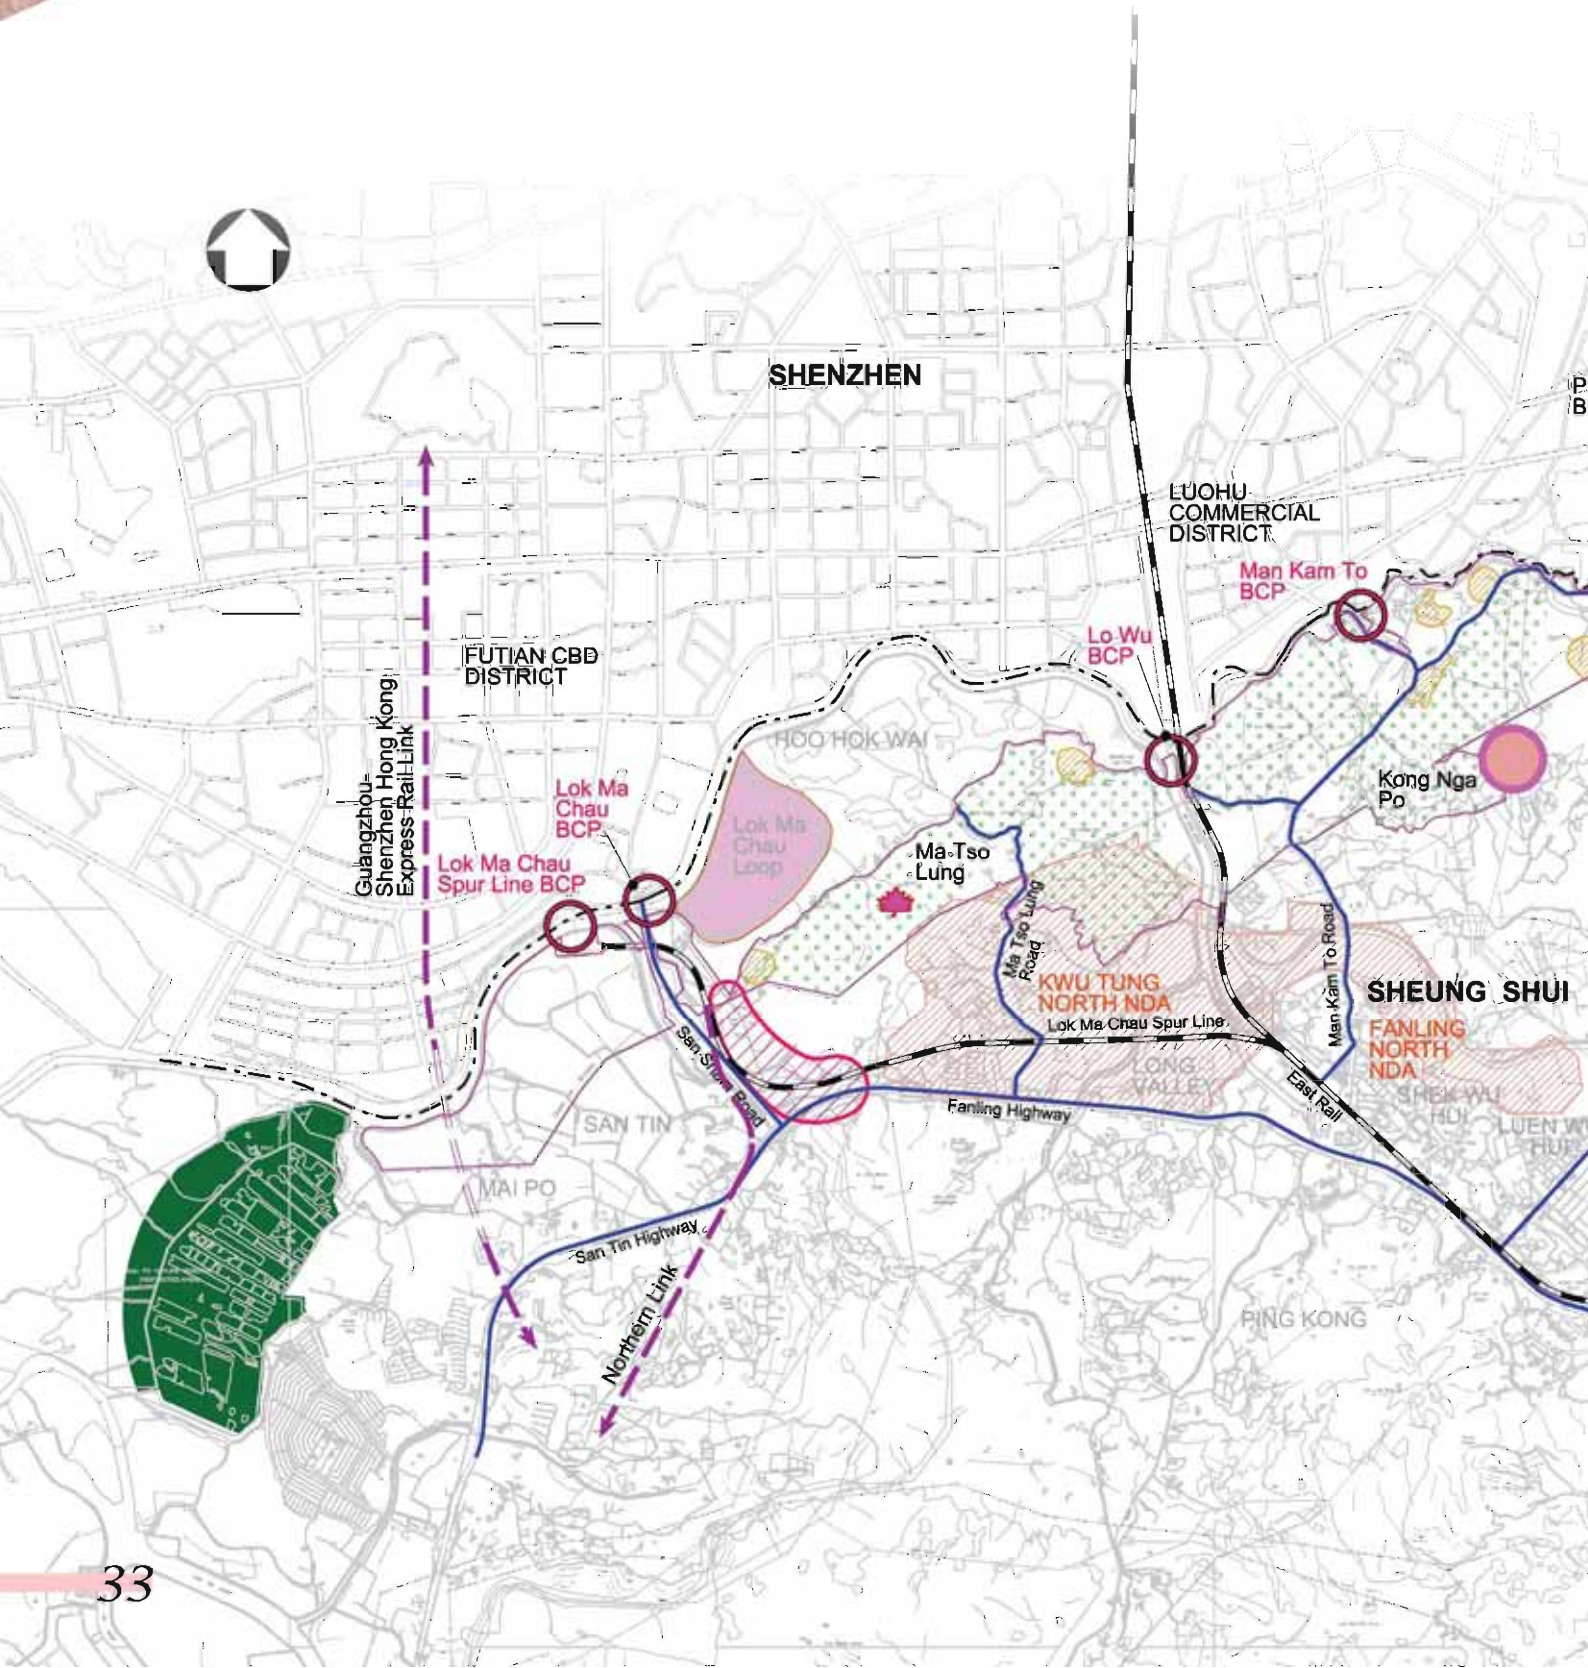 SHENZHEN
P
B
LUOHU
COMMERCIAL
DISTRICT
Man Kam To
BCP
Lo Wu
BCP
FUTIAN CBD
DISTRICT
Guangzhou-
Shenzhen Hong Kong
Express Rail Link
HOO HOK WAI
Lok Ma
Chau
BCP
Lok Ma Chau
Spur Line BCP
Lok Ma
Chau
Loop
Kong Nga
Po
Ma Tso
Lung
Ma Tso Lung
Road
Man Kam To Road
KWU TUNG
NORTH NDA
SHEUNG SHUI
Lok Ma Chau Spur Line
FANLING
NORTH
NDA
San Sham Road
LONG
VALLEY
East Rail
SHEK WU
HUI
Fanling Highway
SAN TIN
LUEN W
HUI
MAI PO
San Tin Highway
Northern Link
PING KONG
33